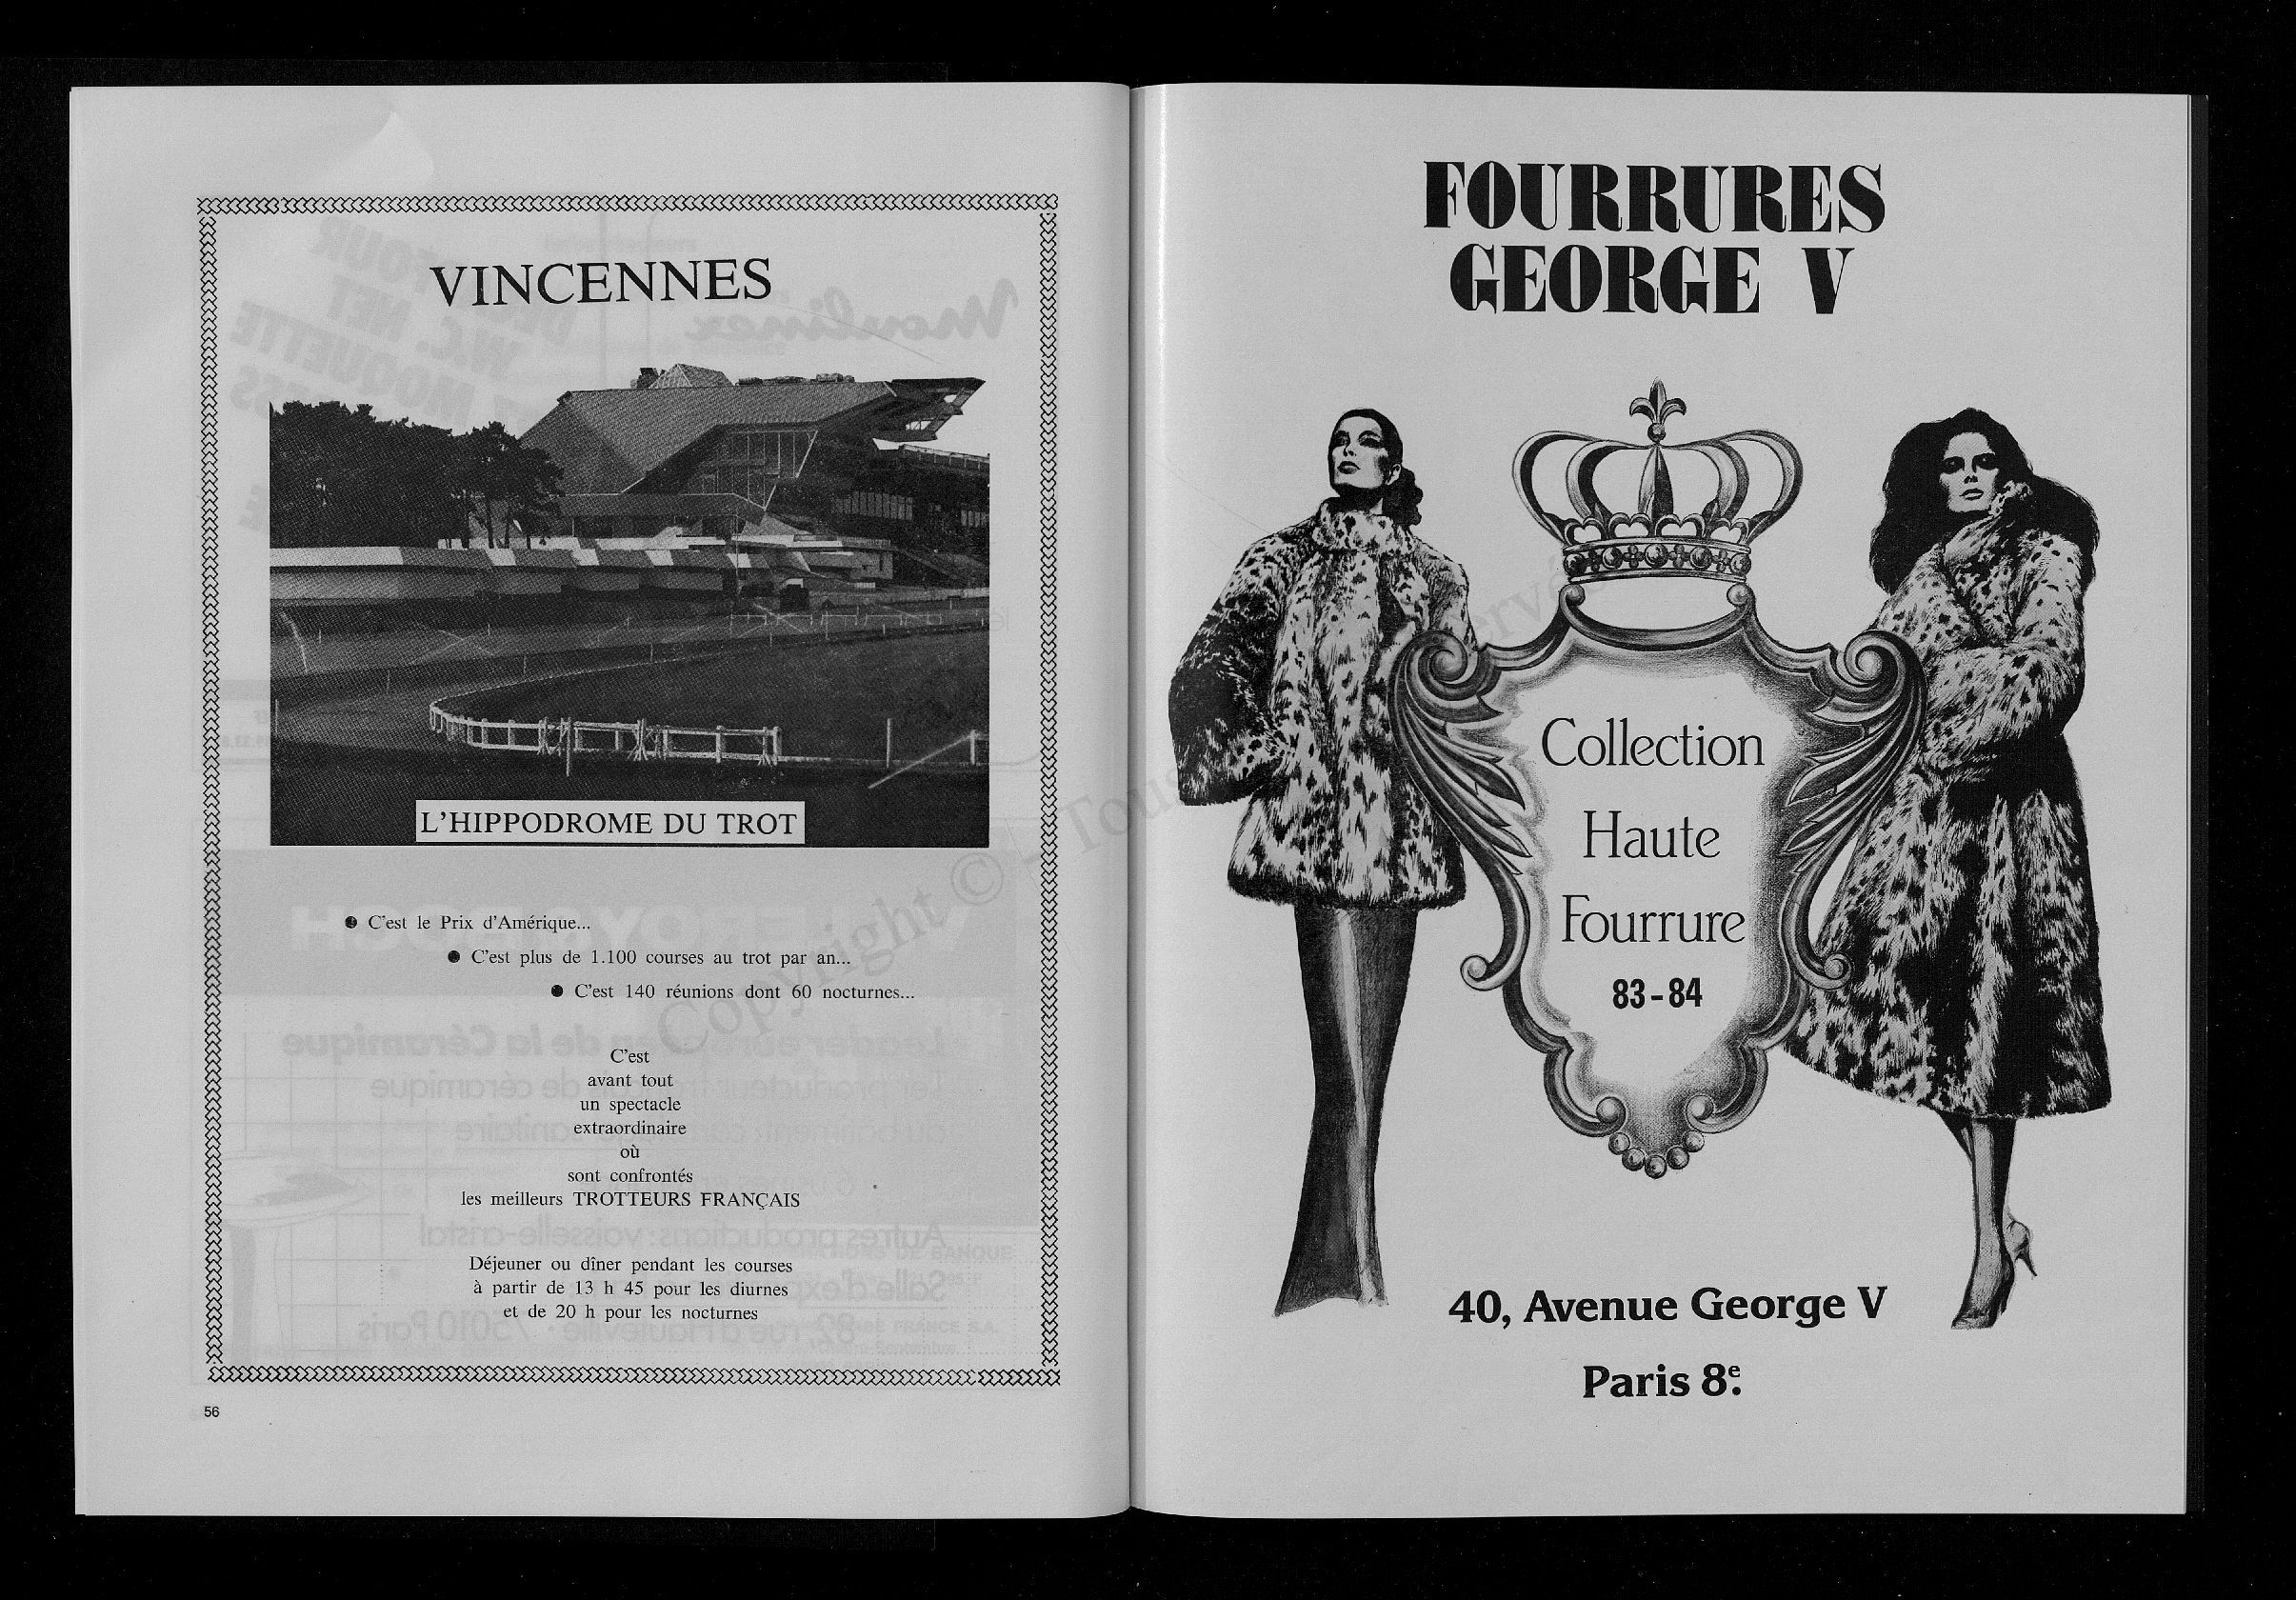 VINCENNES
L'HIPPODROME DU TROT
● C'est le Prix d'Amérique...
● C'est plus de 1.100 courses au trot par an...
● C'est 140 réunions dont 60 nocturnes...
C'est
avant tout
un spectacle
extraordinaire
où
sont confrontés
les meilleurs TROTTEURS FRANÇAIS
Déjeuner ou dîner pendant les courses
à partir de 13 h 45 pour les diurnes
et de 20 h pour les nocturnes
56
FOURRURES
GEORGE V
Collection
Haute
Fourrure
83-84
40, Avenue George V
Paris 8e.
Copyright © - Tous